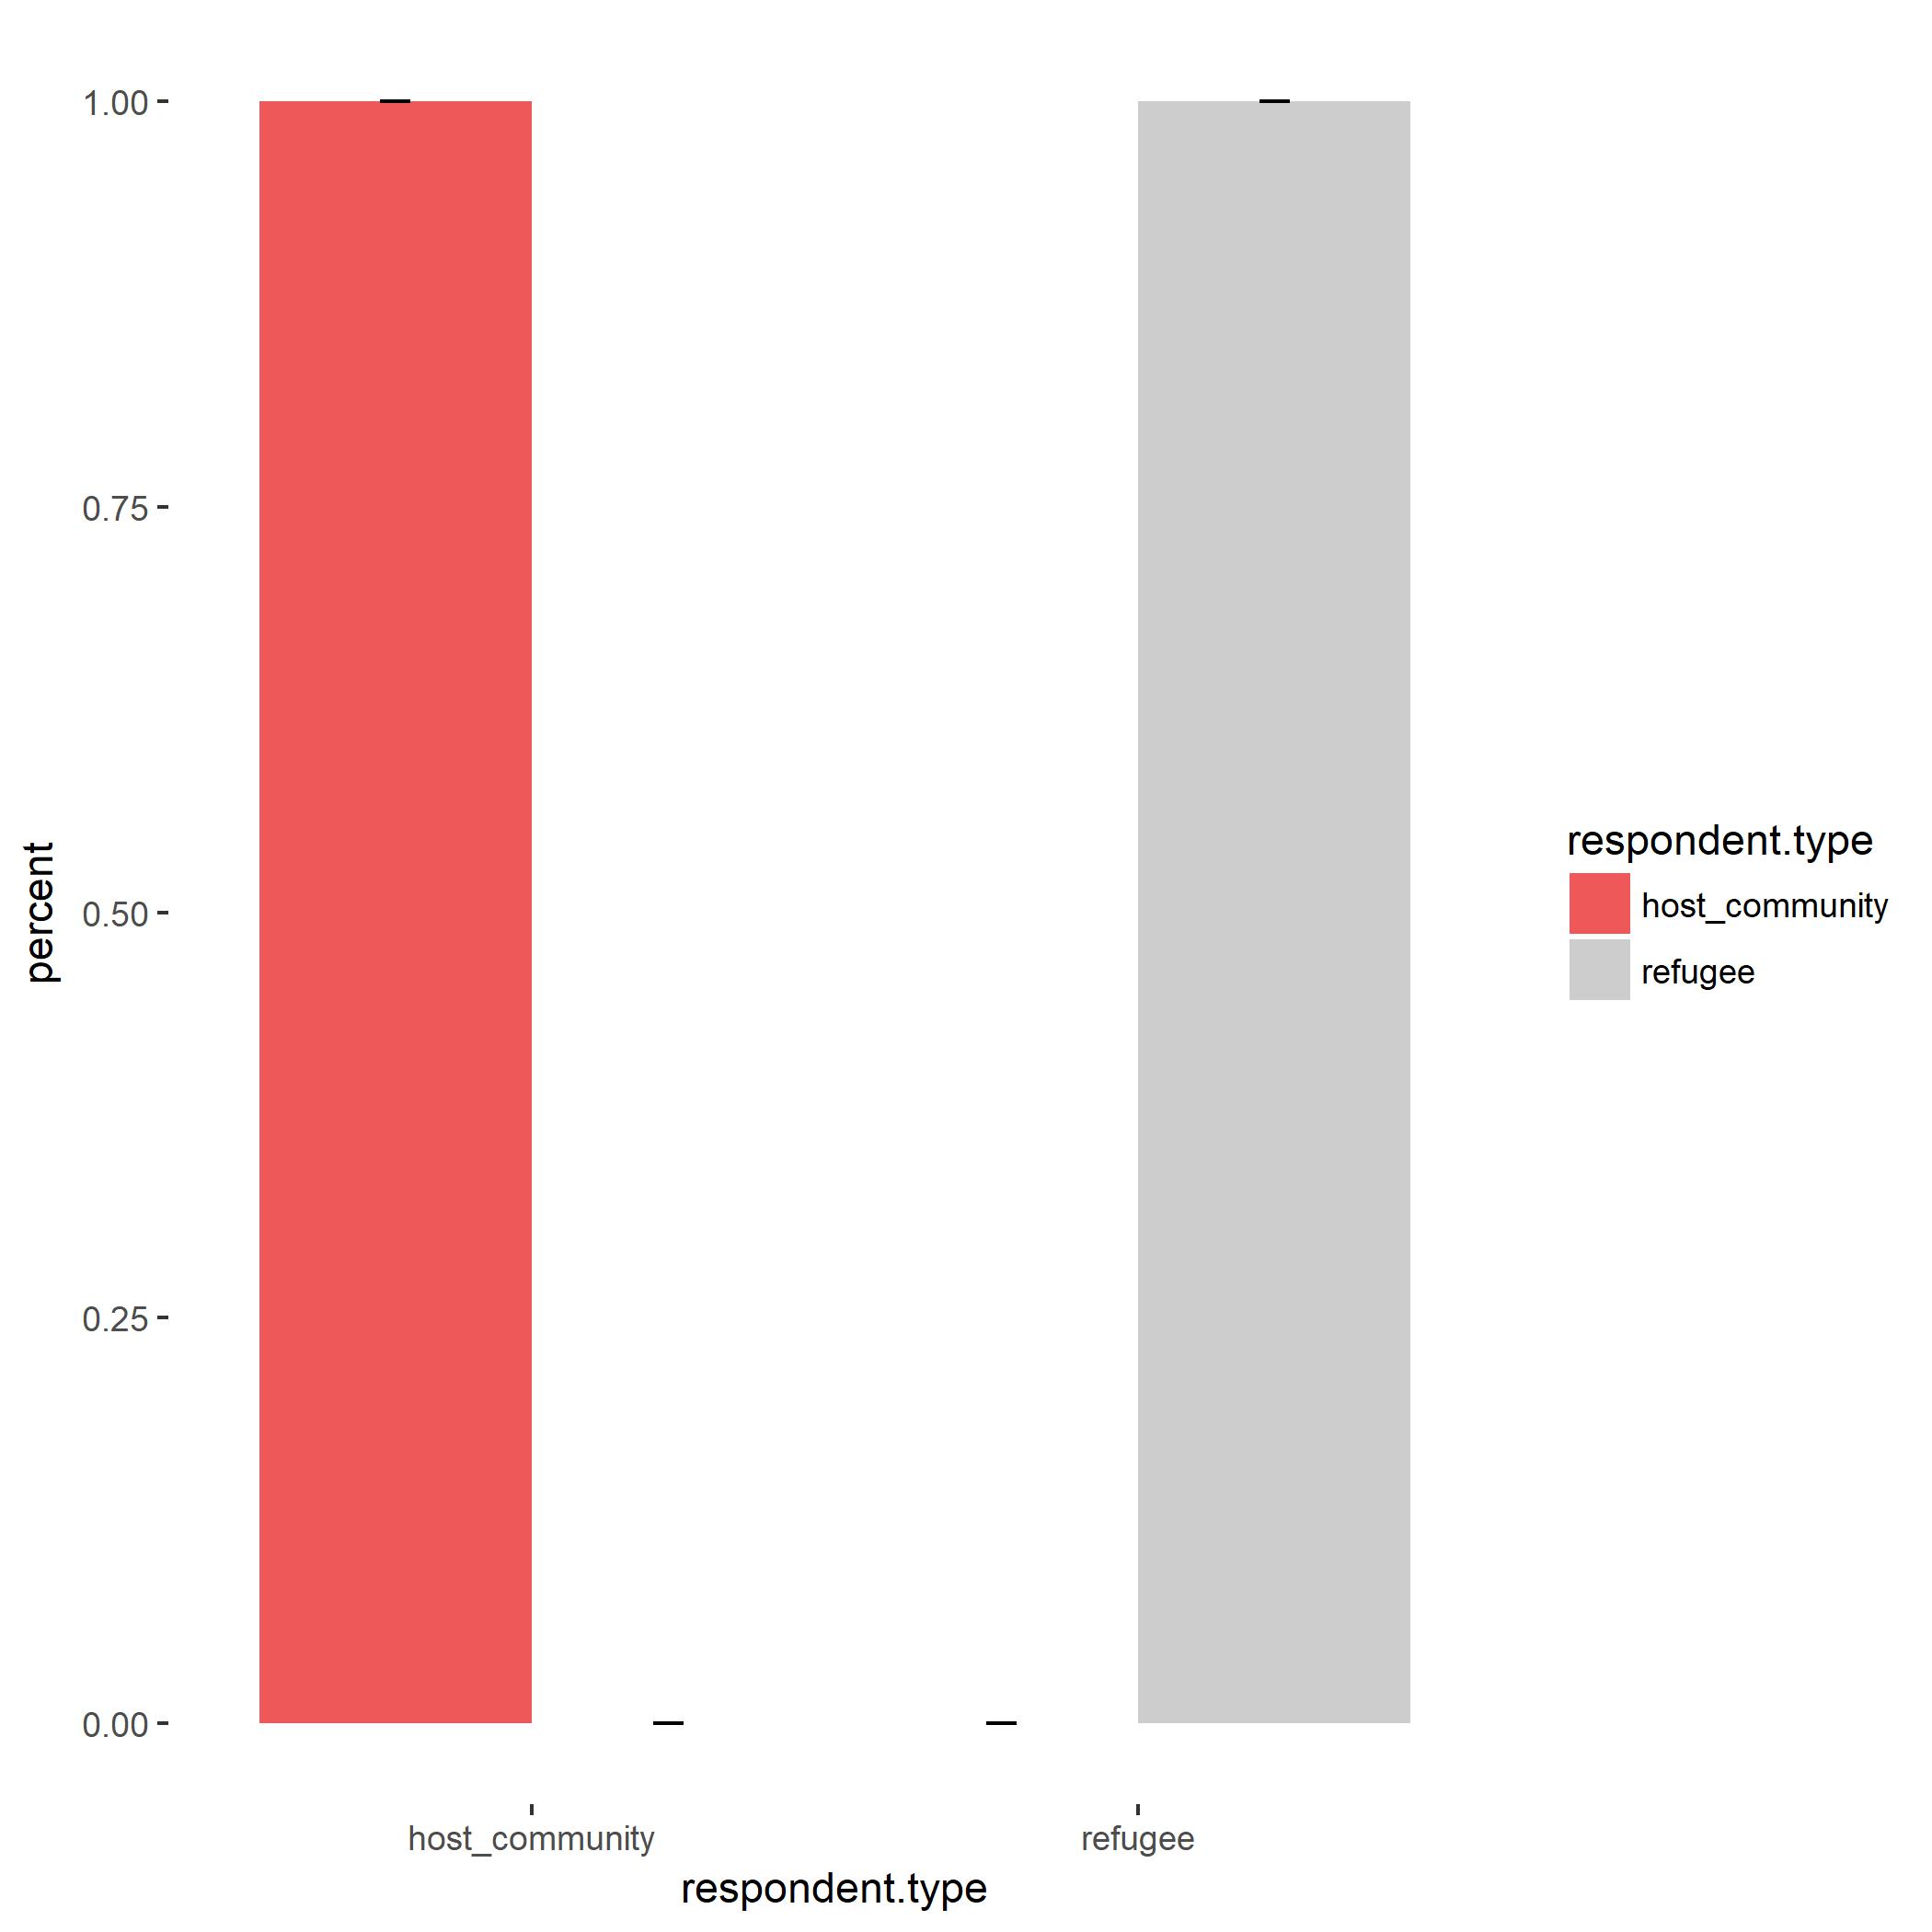 1.00
0.75
0.50
0.25
0.00
percent
host_community
refugee
respondent.type
respondent.type
host_community
refugee